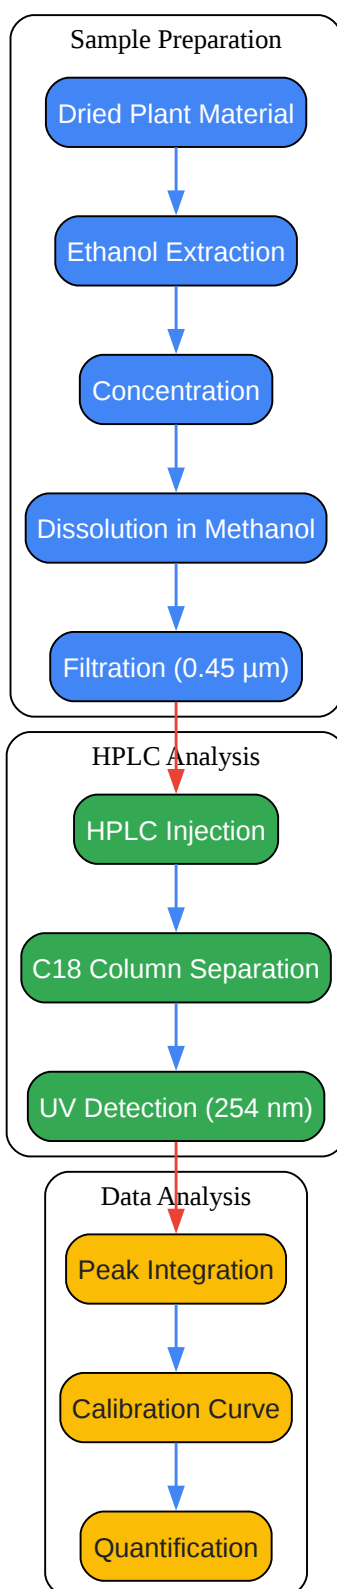 Sample Preparation
Dried Plant Material
Ethanol Extraction
Concentration
Dissolution in Methanol
Filtration (0.45 µm)
HPLC Analysis
HPLC Injection
C18 Column Separation
UV Detection (254 nm)
Data Analysis
Peak Integration
Calibration Curve
Quantification